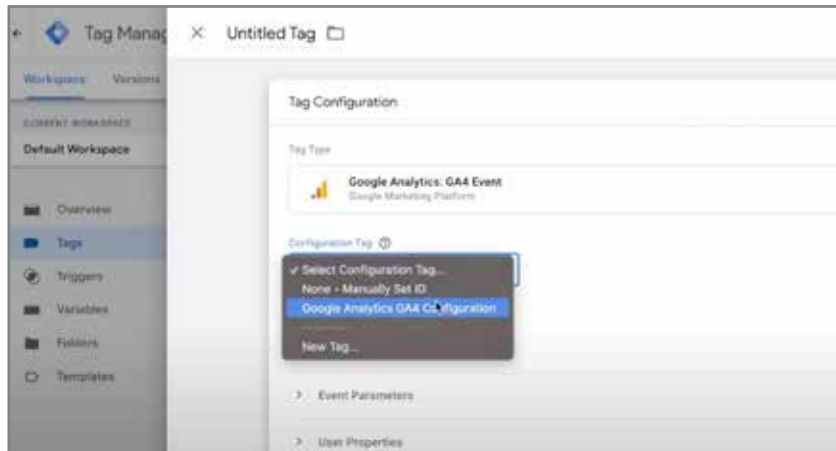 Tag Manag
Untitled Tag
Workspace Versions
CURRENT WORKSPACE
Default Workspace
Overview
Tags
Triggers
Variables
Folders
Templates
Tag Configuration
Tag Type
Google Analytics: GA4 Event
Google Marketing Platform
Configuration Tag
✓ Select Configuration Tag...
None - Manually Set ID
Google Analytics GA4 Configuration
New Tag...
Event Parameters
User Properties